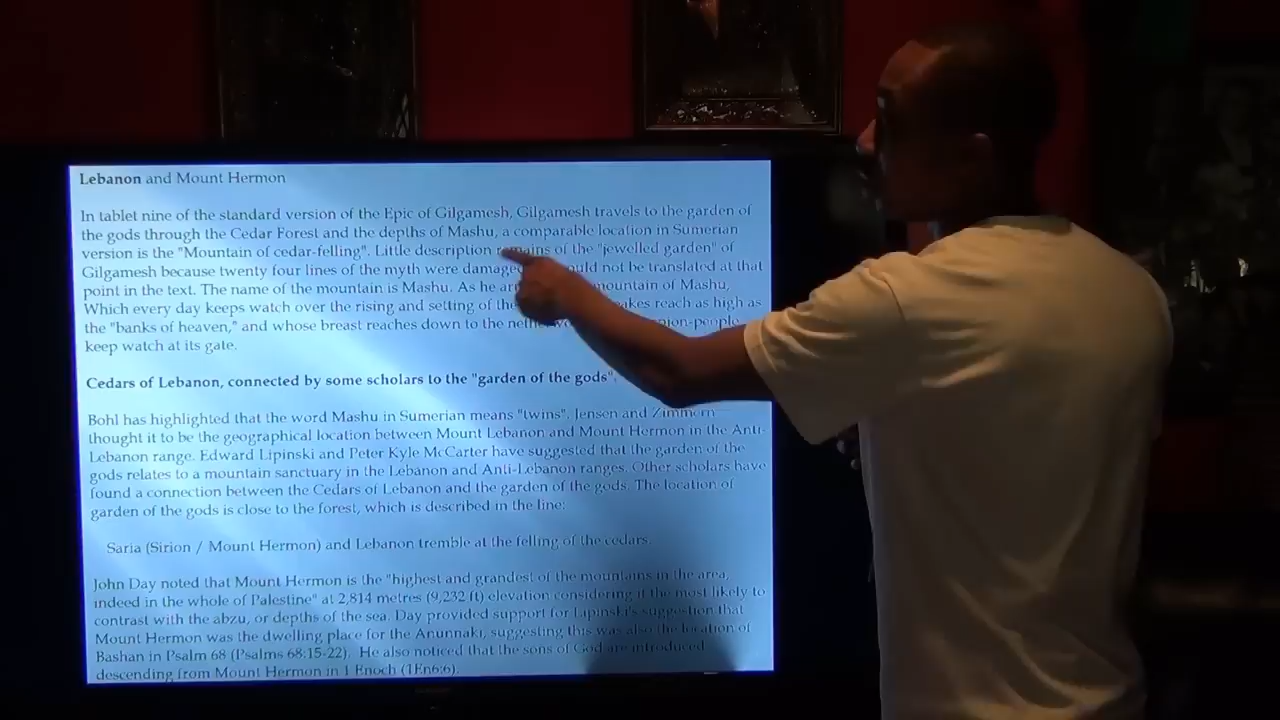 Lebanon and Mount Hermon
In tablet nine of the standard version of the Epic of Gilgamesh, Gilgamesh travels to the garden of
the gods through the Cedar Forest and the depths of Mashu, a comparable location in Sumerian
version is the "Mountain of cedar-felling". Little description remains of the "jewelled garden" of
Gilgamesh because twenty four lines of the myth were damaged could not be translated at that
point in the text. The name of the mountain is Mashu. As he mountain of Mashu,
Which every day keeps watch over the rising and setting of the reach as high as
the "banks of heaven," and whose breast reaches down to the
keep watch at its gate.
Cedars of Lebanon, connected by some scholars to the "garden of the gods".
Bohl has highlighted that the word Mashu in Sumerian means "twins". Jensen and Zimmern
thought it to be the geographical location between Mount Lebanon and Mount Hermon in the Anti-
Lebanon range. Edward Lipinski and Peter Kyle McCarter have suggested that the garden of the
gods relates to a mountain sanctuary in the Lebanon and Anti-Lebanon ranges. Other scholars have
found a connection between the Cedars of Lebanon and the garden of the gods. The location of
garden of the gods is close to the forest, which is described in the line:
Saria (Sirion / Mount Hermon) and Lebanon tremble at the felling of the cedars.
John Day noted that Mount Hermon is the "highest and grandest of the mountains in the area,
indeed in the whole of Palestine" at 2,814 metres (9,232 ft) elevation considering it the most likely to
contrast with the abzu, or depths of the sea. Day provided support for Lipinski's suggestion that
Mount Hermon was the dwelling place for the Anunnaki, suggesting this was also the location of
Bashan in Psalm 68 (Psalms 68:15-22). He also noticed that the sons of God are introduced
descending from Mount Hermon in 1 Enoch (1En6:6).